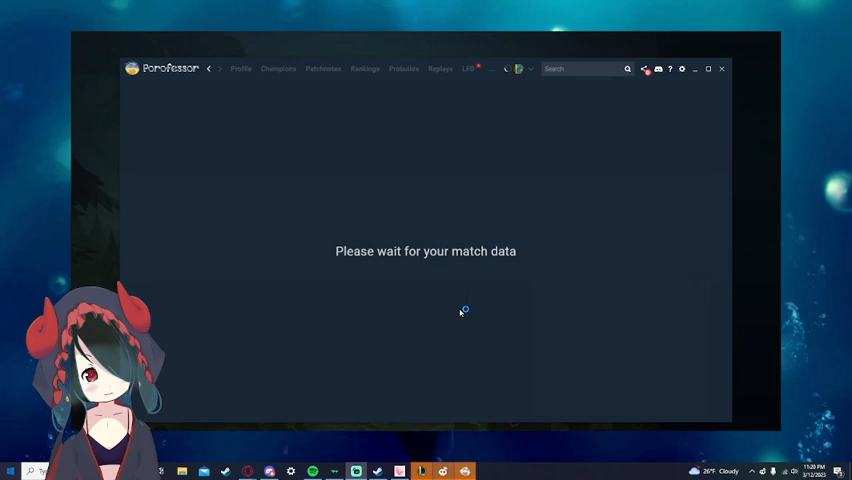 Porofessor Profile Champions Patchnotes Rankings Probuilds Replays LFG ... Search
Please wait for your match data
26°F Cloudy
11:20 PM
3/12/2023